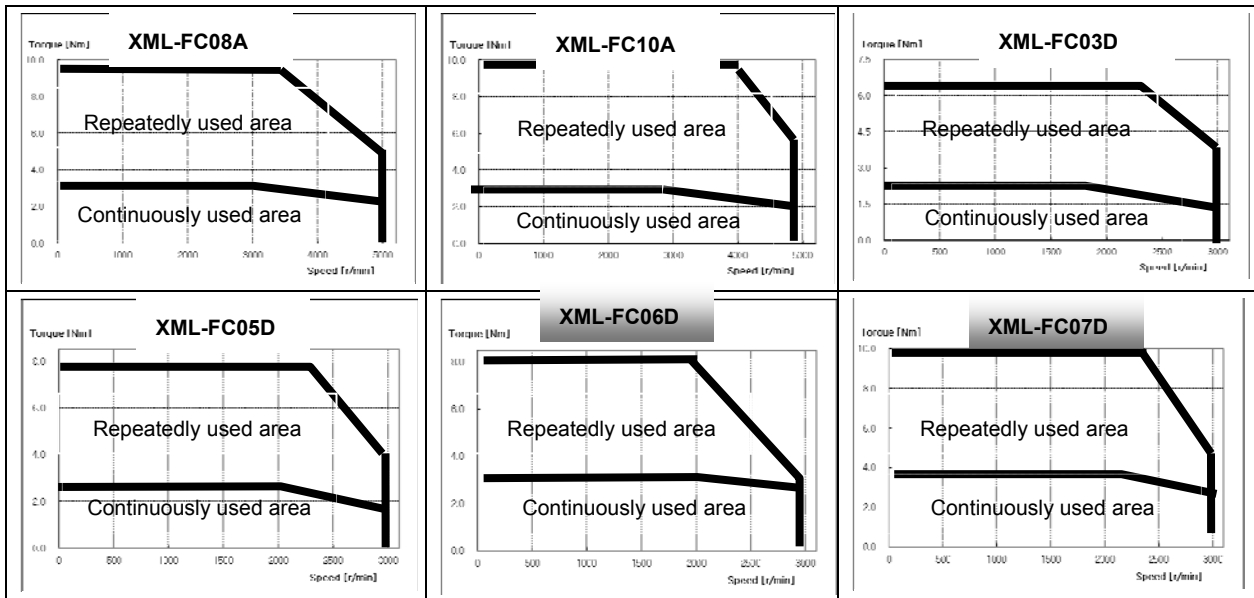 XML-FC08A
Torque [Nm]
10.0
8.0
6.0
4.0
2.0
0.0
Repeatedly used area
Continuously used area
0 1000 2000 3000 4000 5000
Speed [r/min]
XML-FC10A
Torque [Nm]
10.0
8.0
6.0
4.0
2.0
0.0
Repeatedly used area
Continuously used area
0 1000 2000 3000 4000 5000
Speed [r/min]
XML-FC03D
Torque [Nm]
7.5
6.0
4.5
3.0
1.5
0.0
Repeatedly used area
Continuously used area
0 500 1000 1500 2000 2500 3000
Speed [r/min]
XML-FC05D
Torque [Nm]
8.0
6.0
4.0
2.0
0.0
Repeatedly used area
Continuously used area
0 500 1000 1500 2000 2500 3000
Speed [r/min]
XML-FC06D
Torque [Nm]
8.0
6.0
4.0
2.0
0.0
Repeatedly used area
Continuously used area
0 500 1000 1500 2000 2500 3000
Speed [r/min]
XML-FC07D
Torque [Nm]
10.0
8.0
6.0
4.0
2.0
0.0
Repeatedly used area
Continuously used area
0 500 1000 1500 2000 2500 3000
Speed [r/min]